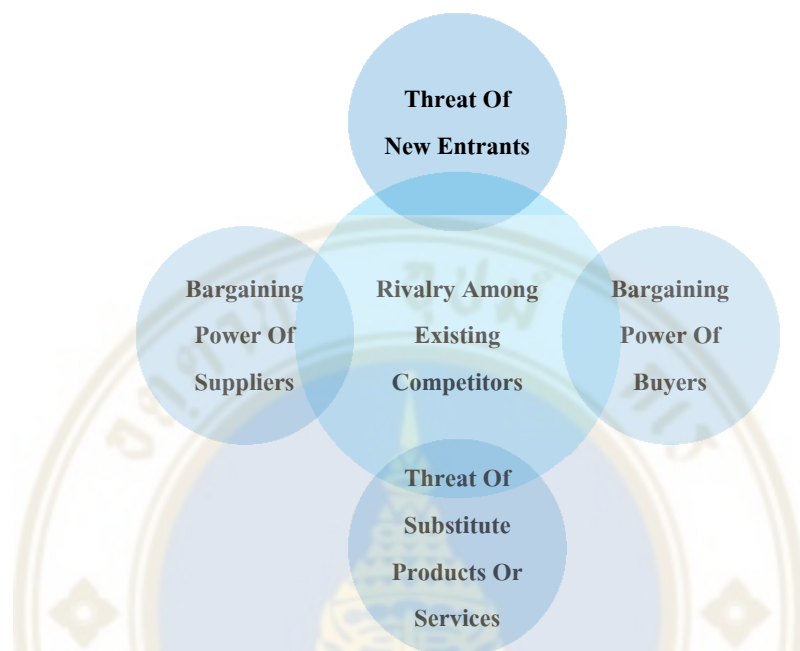 Threat Of
New Entrants
Bargaining
Power Of
Suppliers
Rivalry Among
Existing
Competitors
Bargaining
Power Of
Buyers
Threat Of
Substitute
Products Or
Services